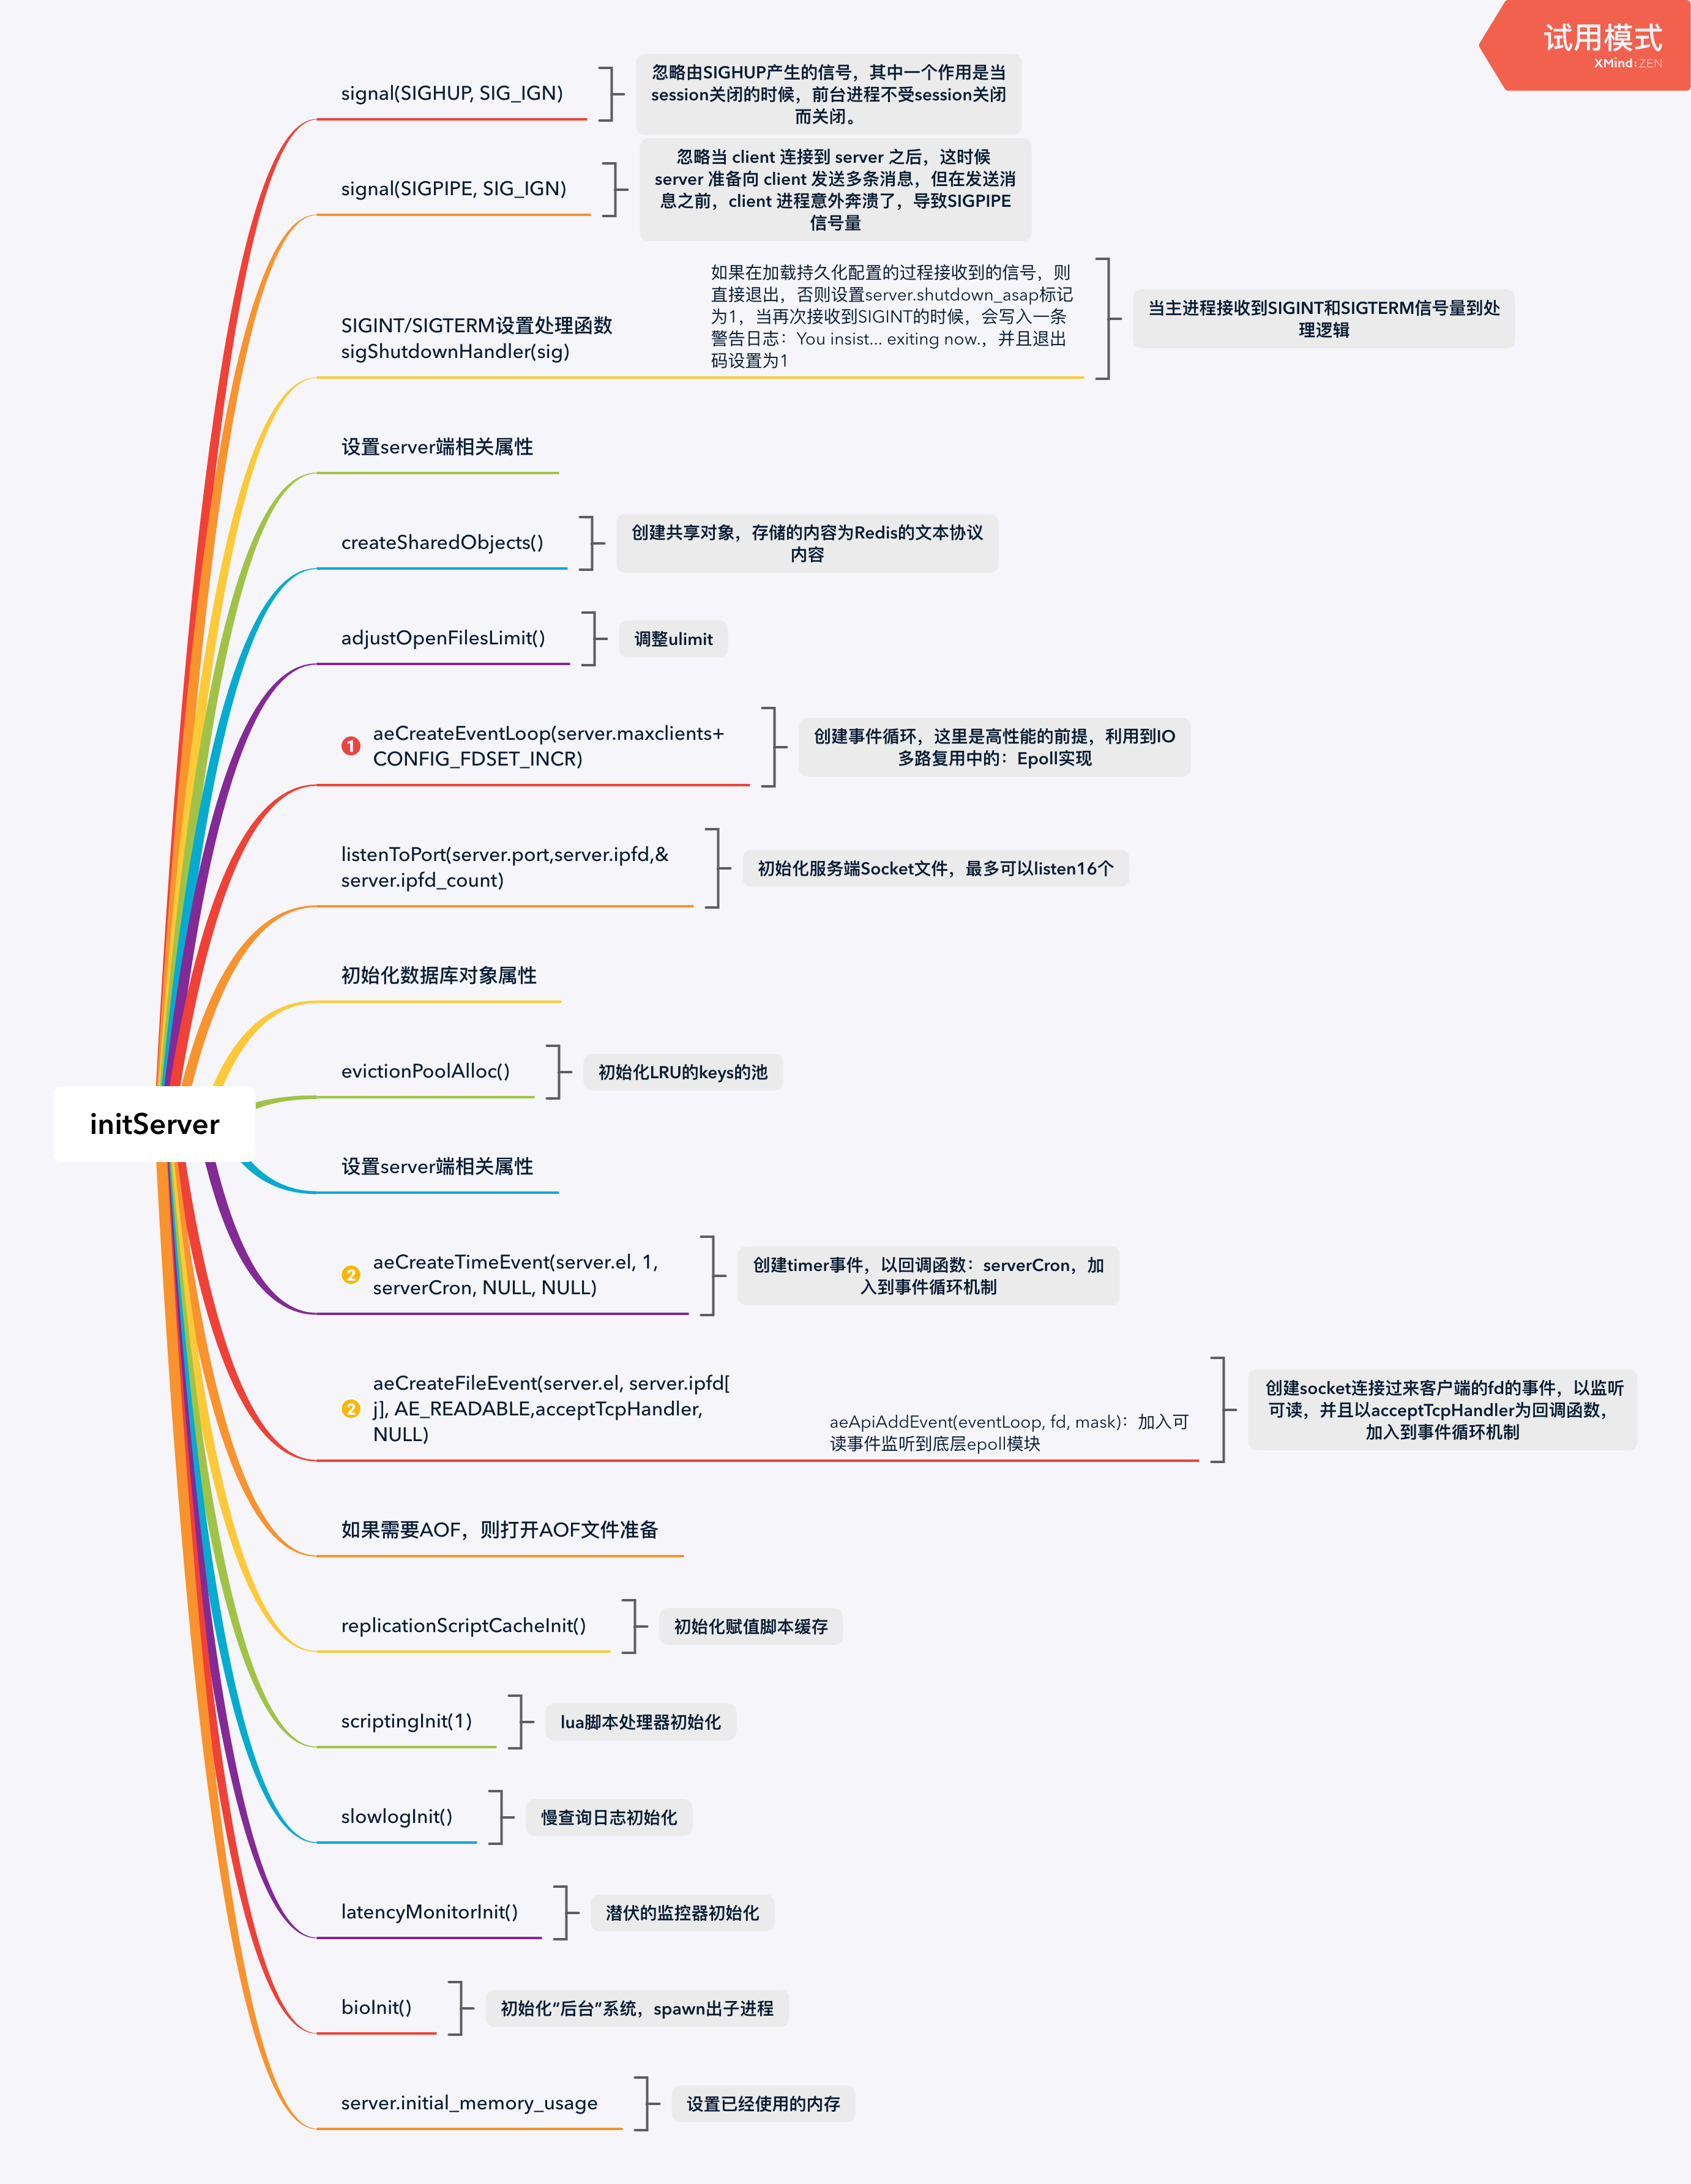 试用模式
XMind:ZEN
signal(SIGHUP, SIG_IGN)
忽略由SIGHUP产生的信号，其中一个作用是当
session关闭的时候，前台进程不受session关闭
而关闭。
signal(SIGPIPE, SIG_IGN)
忽略当 client 连接到 server 之后，这时候
server 准备向 client 发送多条消息，但在发送消
息之前，client 进程意外奔溃了，导致SIGPIPE
信号量
SIGINT/SIGTERM设置处理函数
sigShutdownHandler(sig)
如果在加载持久化配置的过程接收到的信号，则
直接退出，否则设置server.shutdown_asap标记
为1，当再次接收到SIGINT的时候，会写入一条
警告日志：You insist... exiting now.，并且退出
码设置为1
当主进程接收到SIGINT和SIGTERM信号量到处
理逻辑
设置server端相关属性
createSharedObjects()
创建共享对象，存储的内容为Redis的文本协议
内容
adjustOpenFilesLimit()
调整ulimit
1
aeCreateEventLoop(server.maxclients+
CONFIG_FDSET_INCR)
创建事件循环，这里是高性能的前提，利用到IO
多路复用中的：Epoll实现
listenToPort(server.port,server.ipfd,&
server.ipfd_count)
初始化服务端Socket文件，最多可以listen16个
初始化数据库对象属性
evictionPoolAlloc()
初始化LRU的keys的池
initServer
设置server端相关属性
2
aeCreateTimeEvent(server.el, 1,
serverCron, NULL, NULL)
创建timer事件，以回调函数：serverCron，加
入到事件循环机制
2
aeCreateFileEvent(server.el, server.ipfd[
j], AE_READABLE,acceptTcpHandler,
NULL)
aeApiAddEvent(eventLoop, fd, mask)：加入可
读事件监听到底层epoll模块
创建socket连接过来客户端的fd的事件，以监听
可读，并且以acceptTcpHandler为回调函数，
加入到事件循环机制
如果需要AOF，则打开AOF文件准备
replicationScriptCacheInit()
初始化赋值脚本缓存
scriptingInit(1)
lua脚本处理器初始化
slowlogInit()
慢查询日志初始化
latencyMonitorInit()
潜伏的监控器初始化
bioInit()
初始化“后台”系统，spawn出子进程
server.initial_memory_usage
设置已经使用的内存